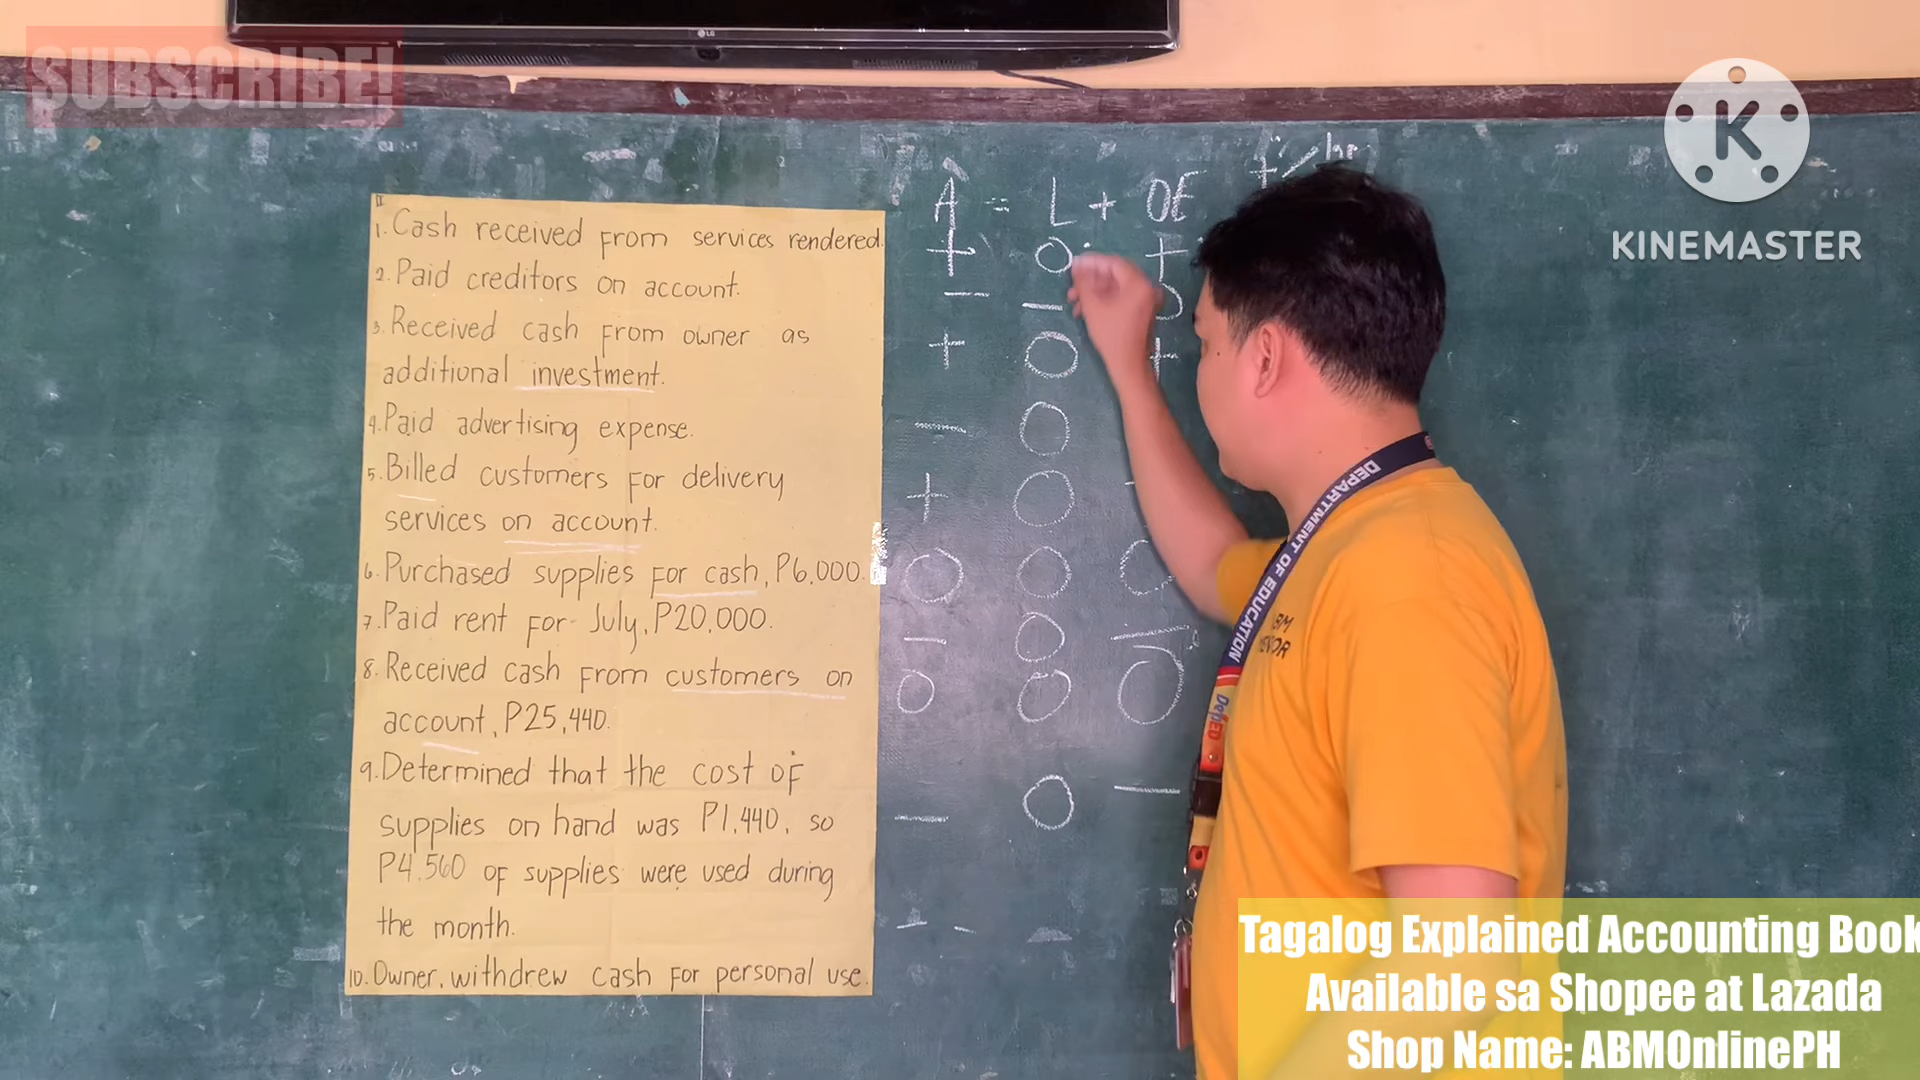 LG
SUBSCRIBE!
KINEMASTER
II
1. Cash received from services rendered.
2. Paid creditors on account.
3. Received cash from owner as
additional investment.
4. Paid advertising expense.
5. Billed customers for delivery
services on account.
6. Purchased supplies for cash, P6,000.
7. Paid rent for July, P20,000.
8. Received cash from customers on
account, P25,440.
9. Determined that the cost of
supplies on hand was P1,440, so
P4,560 of supplies were used during
the month.
10. Owner, withdrew cash for personal use.
A = L + OE
+ O +
- -
+ O +
- O
+ O
O O O
- O -
O O O
- O -
DEPARTMENT OF EDUCATION
DepED
Tagalog Explained Accounting Book
Available sa Shopee at Lazada
Shop Name: ABMOnlinePH